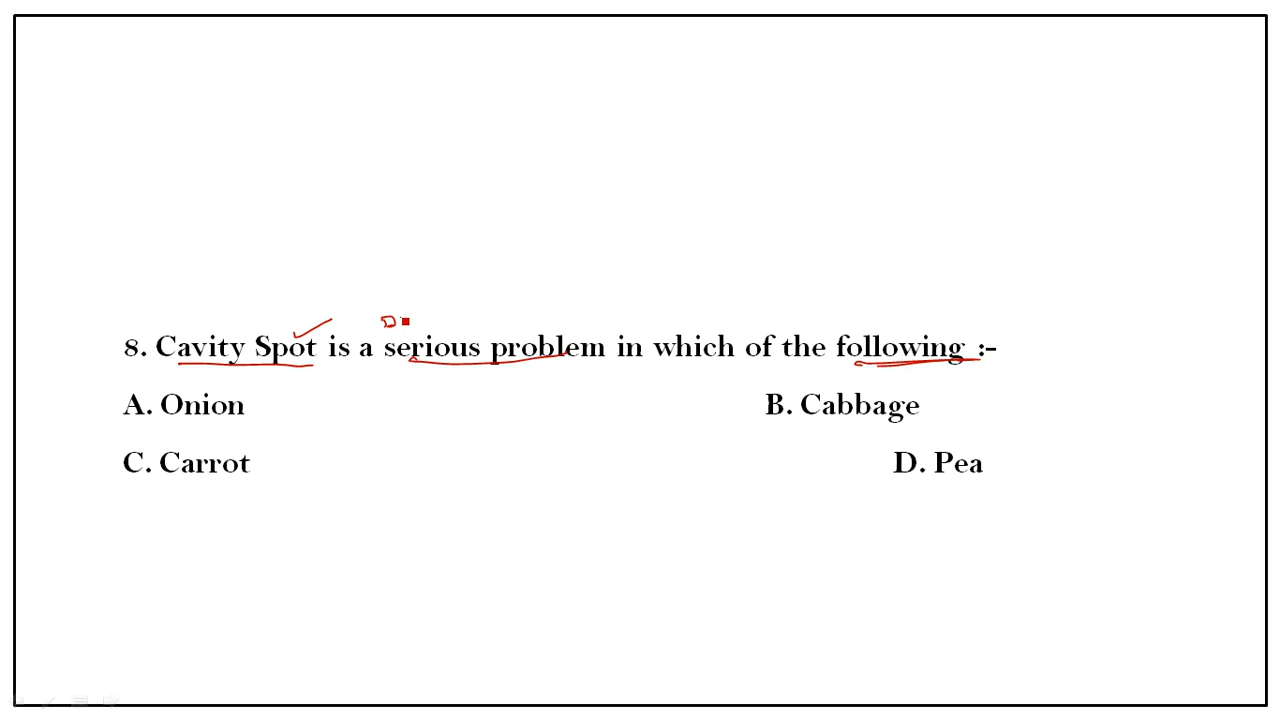 8. Cavity Spot is a serious problem in which of the following :-
A. Onion B. Cabbage
C. Carrot D. Pea